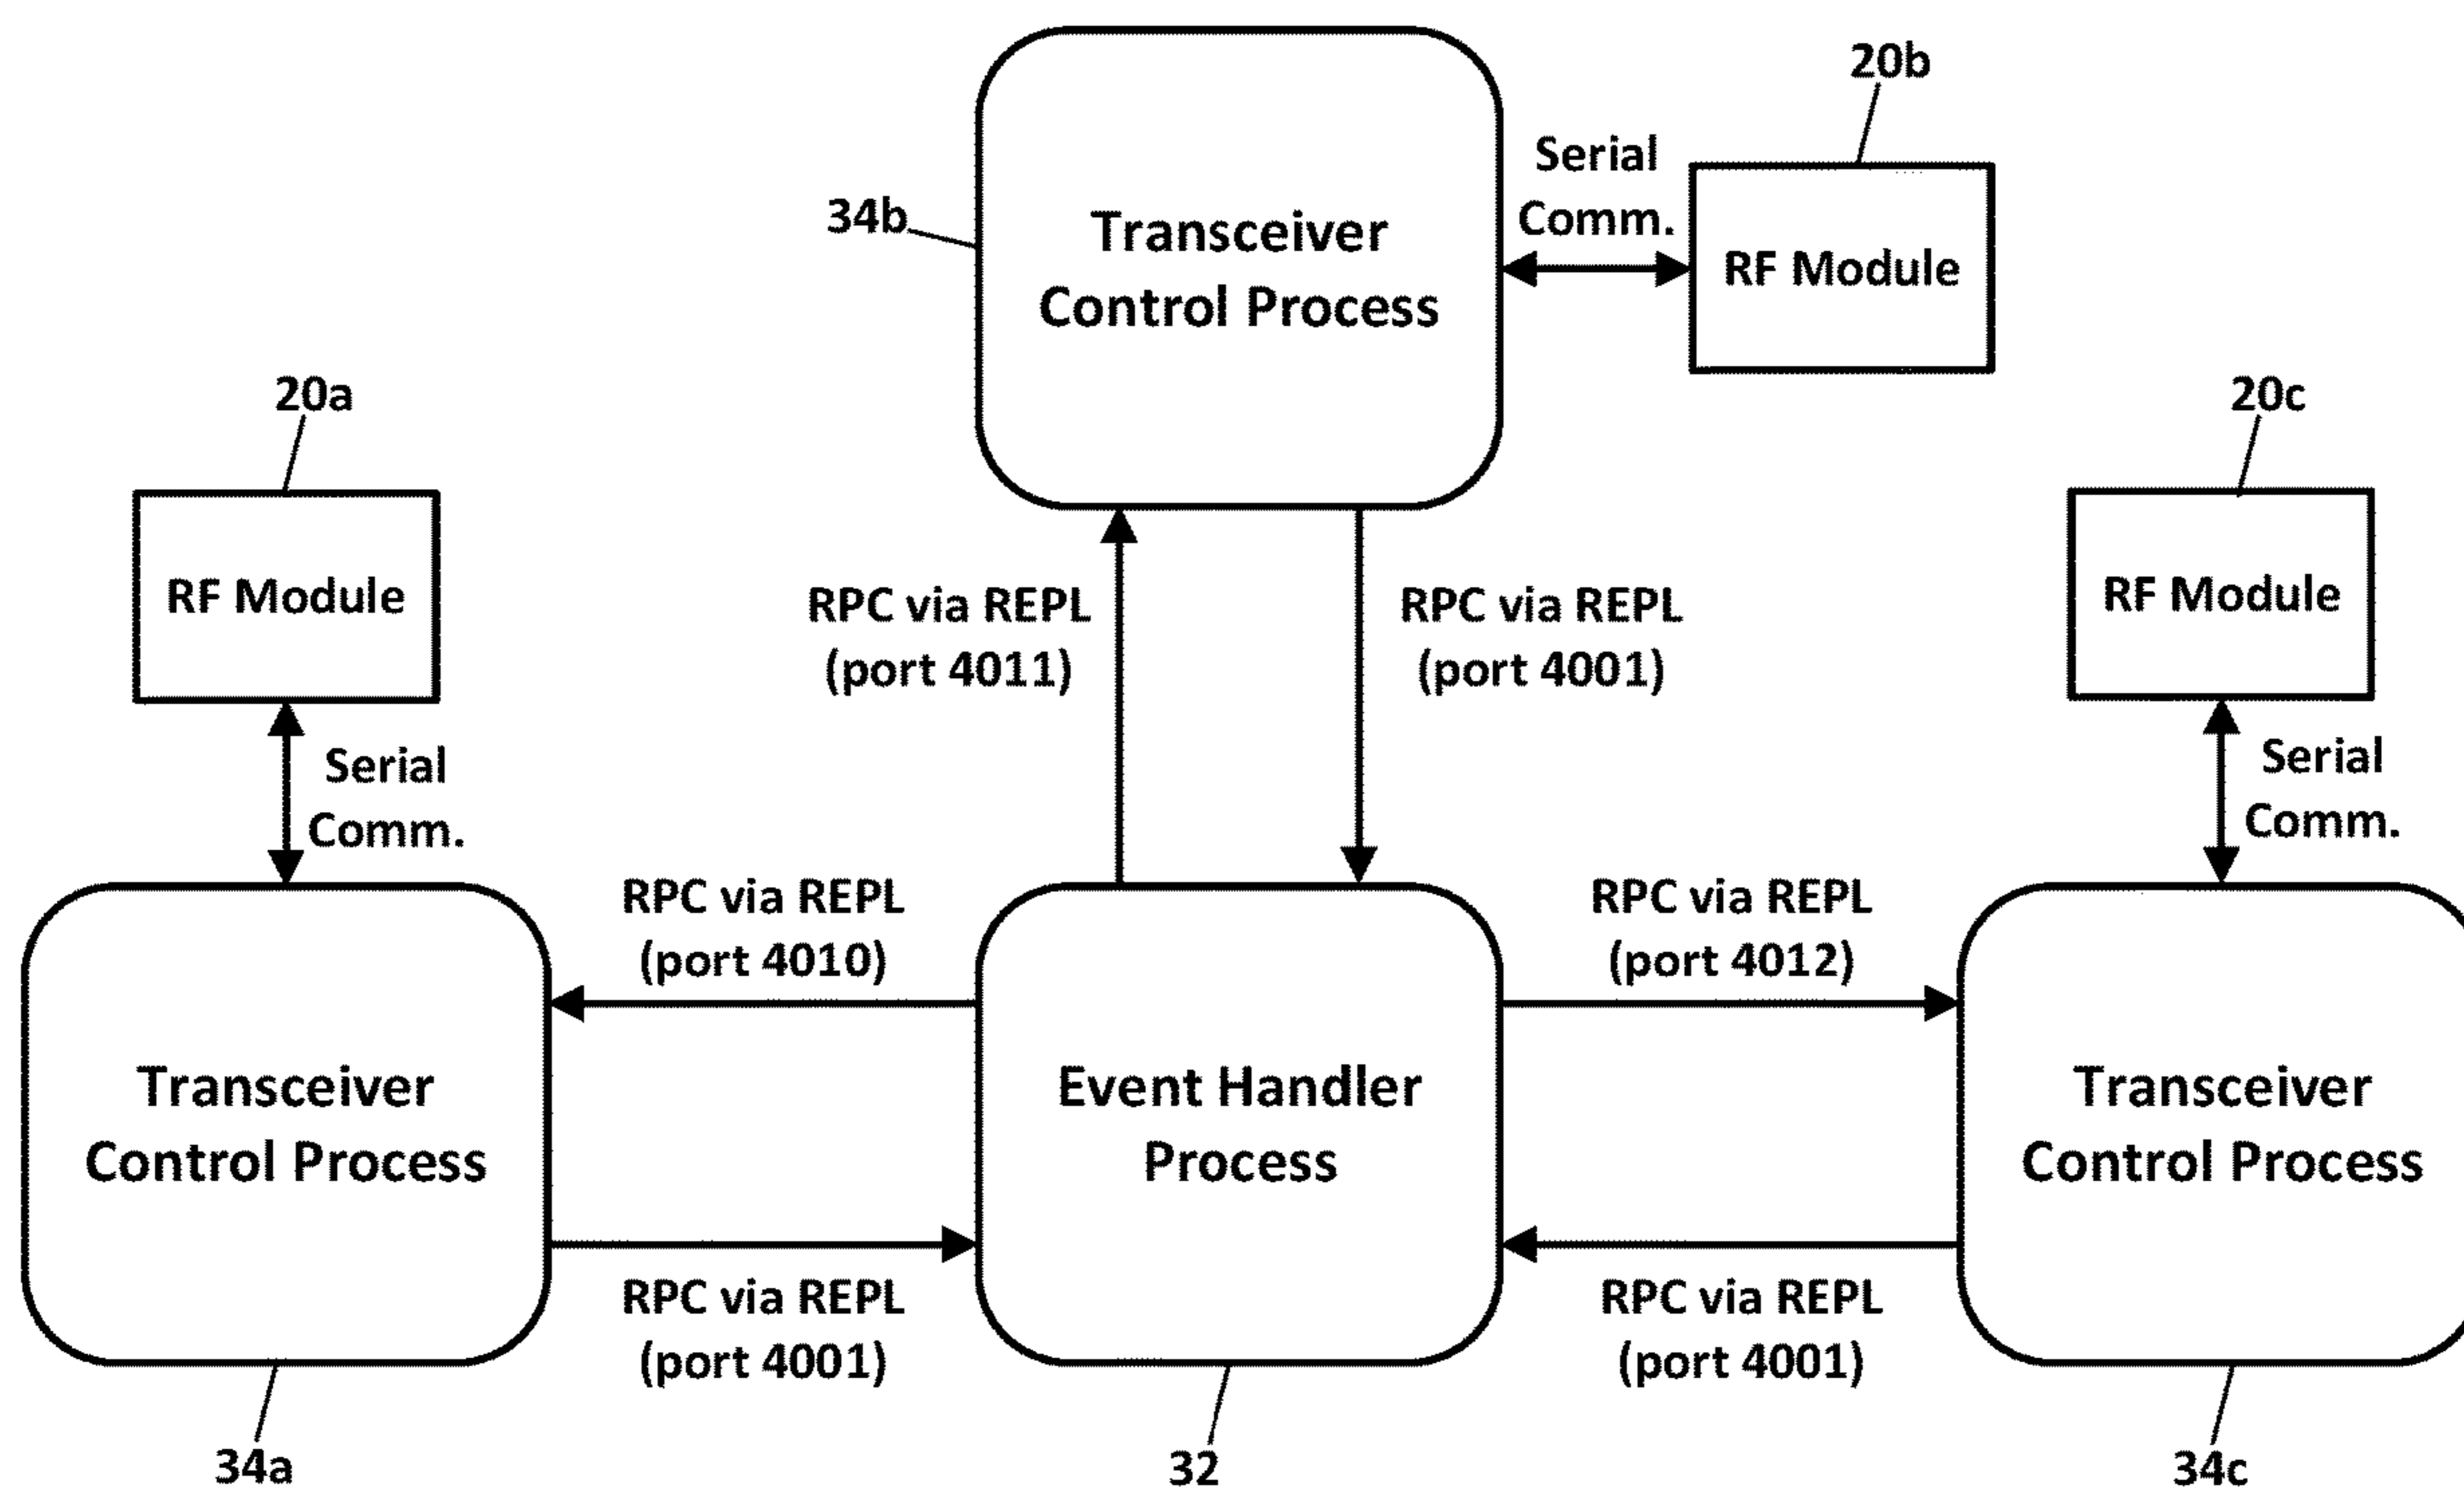 20b
Serial
Comm.
34b
Transceiver
Control Process
RF Module
20a
20c
RF Module
RPC via REPL
(port 4011)
RPC via REPL
(port 4001)
RF Module
Serial
Comm.
Serial
Comm.
RPC via REPL
(port 4010)
RPC via REPL
(port 4012)
Transceiver
Control Process
Event Handler
Process
Transceiver
Control Process
RPC via REPL
(port 4001)
RPC via REPL
(port 4001)
34a
32
34c